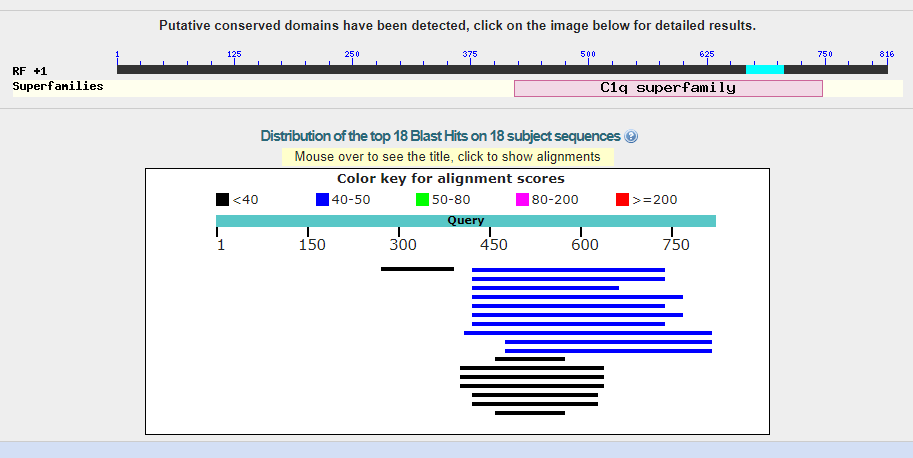 Putative conserved domains have been detected, click on the image below for detailed results.
1 125 250 375 500 625 750 816
RF +1
Superfamilies C1q superfamily
Distribution of the top 18 Blast Hits on 18 subject sequences ?
Mouse over to see the title, click to show alignments
Color key for alignment scores
<40 40-50 50-80 80-200 >=200
Query
1 150 300 450 600 750